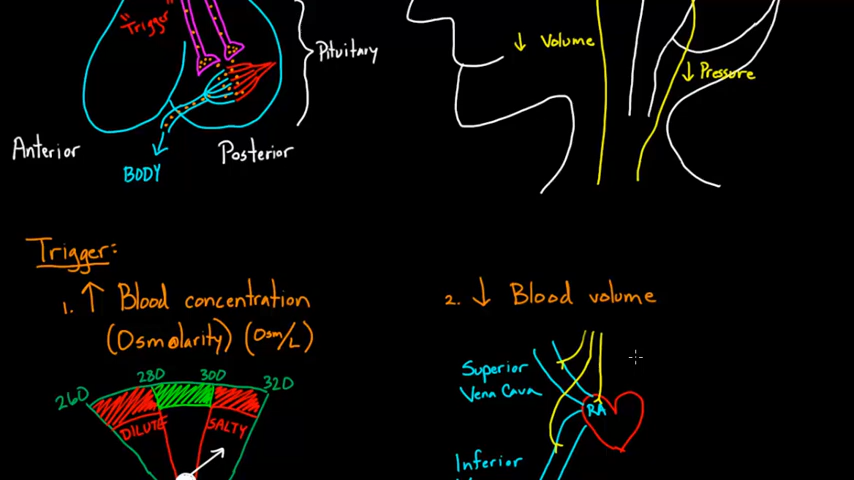 "Trigger"
Pituitary
Anterior
Posterior
BODY
↓ Volume
↓ Pressure
Trigger:
1. ↑ Blood concentration
(Osmolarity) (Osm/L)
260 280 300 320
DILUTE SALTY
2. ↓ Blood volume
Superior
Vena Cava
RA
Inferior